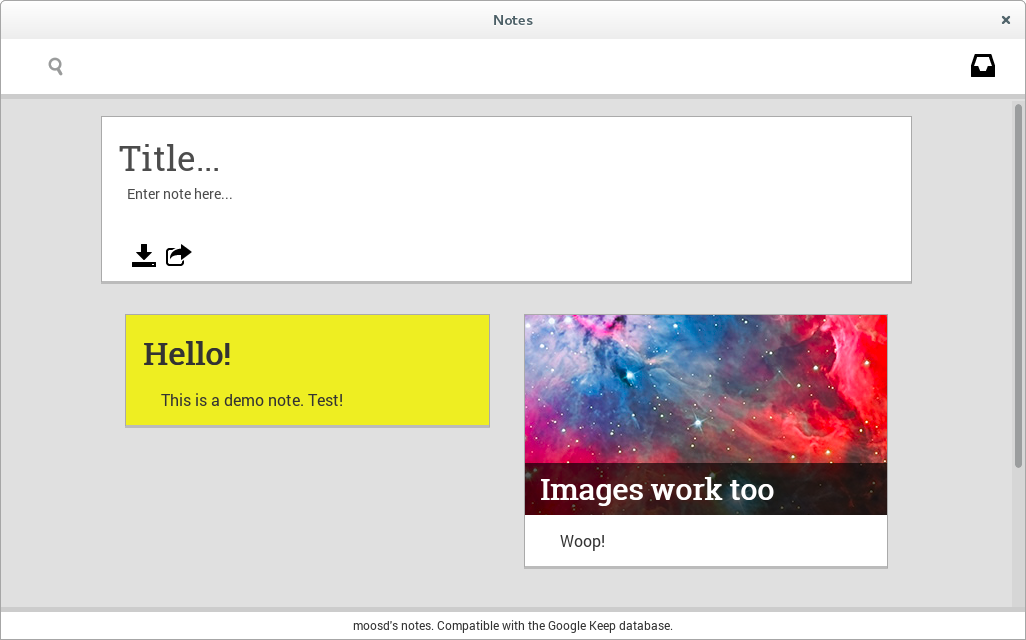 Notes
Title...
Enter note here...
Hello!
This is a demo note. Test!
Images work too
Woop!
moosd's notes. Compatible with the Google Keep database.